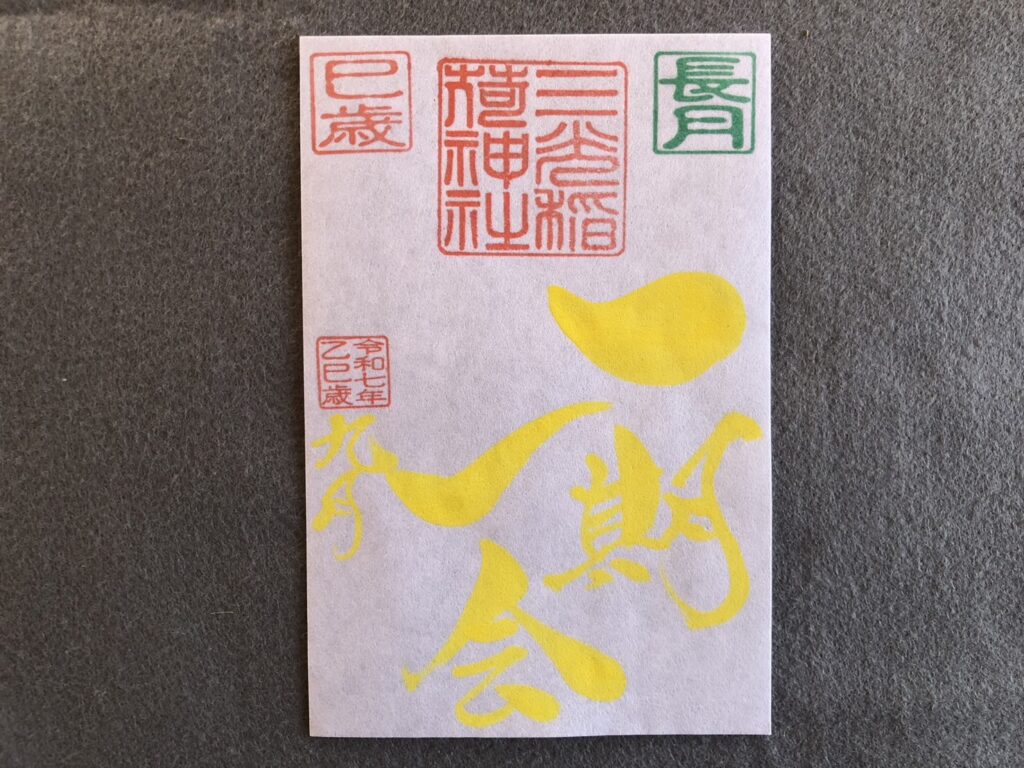 長月
三光稲
荷神社
巳歳
一期
一会
令和七年
乙巳歳
九月